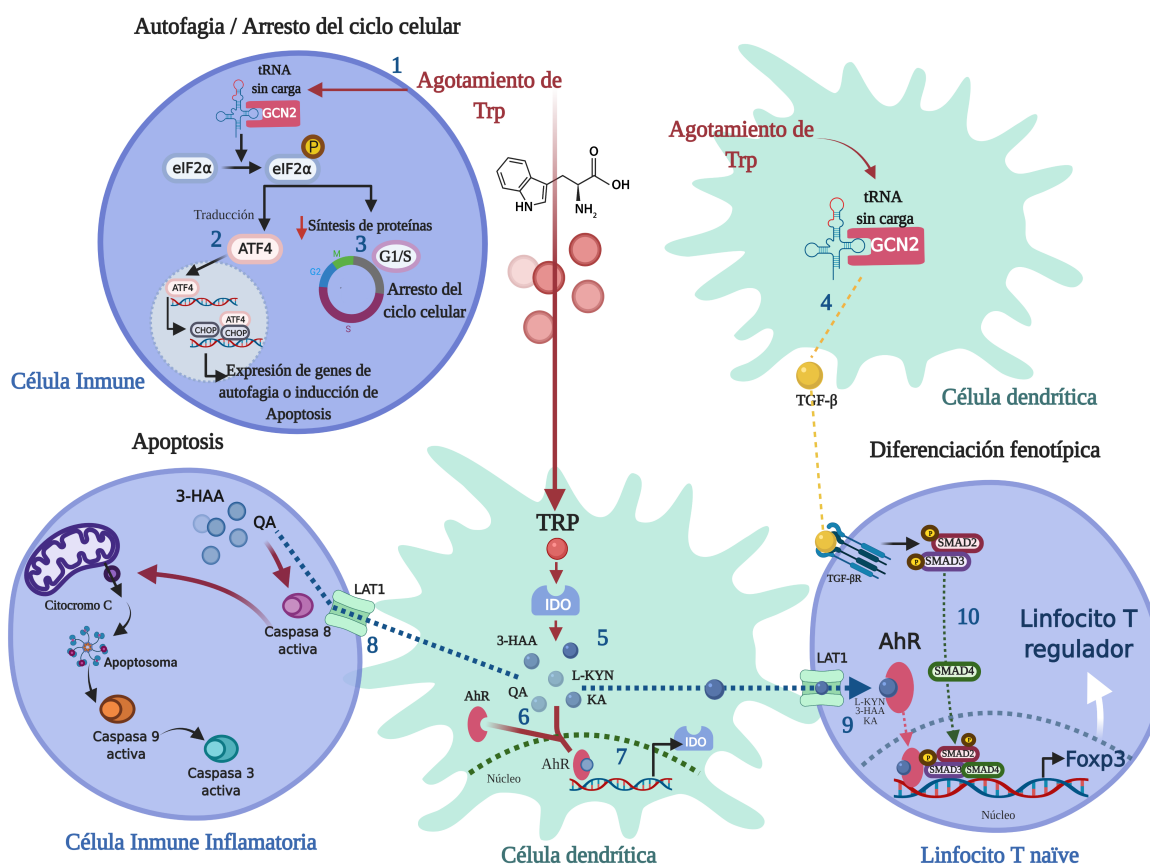 Autofagia / Arresto del ciclo celular
1
tRNA
sin carga
GCN2
Agotamiento de
Trp
P
eIF2α
eIF2α
Traducción
2
ATF4
Síntesis de proteínas
3
G1/S
M
G2
S
Arresto del
ciclo celular
ATF4
ATF4
CHOP
CHOP
Expresión de genes de
autofagia o inducción de
Apoptosis
Célula Inmune
O
OH
HN
NH2
Agotamiento de
Trp
tRNA
sin carga
GCN2
4
TGF-β
Célula dendrítica
Apoptosis
3-HAA
QA
Citocromo C
Apoptosoma
Caspasa 8
activa
Caspasa 9
activa
Caspasa 3
activa
LAT1
8
Célula Inmune Inflamatoria
TRP
IDO
3-HAA
5
L-KYN
QA
KA
AhR
6
AhR
7
IDO
Núcleo
Célula dendrítica
Diferenciación fenotípica
TGF-βR
P
SMAD2
P
SMAD3
10
Linfocito T
regulador
AhR
LAT1
SMAD4
L-KYN
3-HAA
KA
9
P
P
SMAD2
SMAD3
SMAD4
Foxp3
Núcleo
Linfocito T naïve